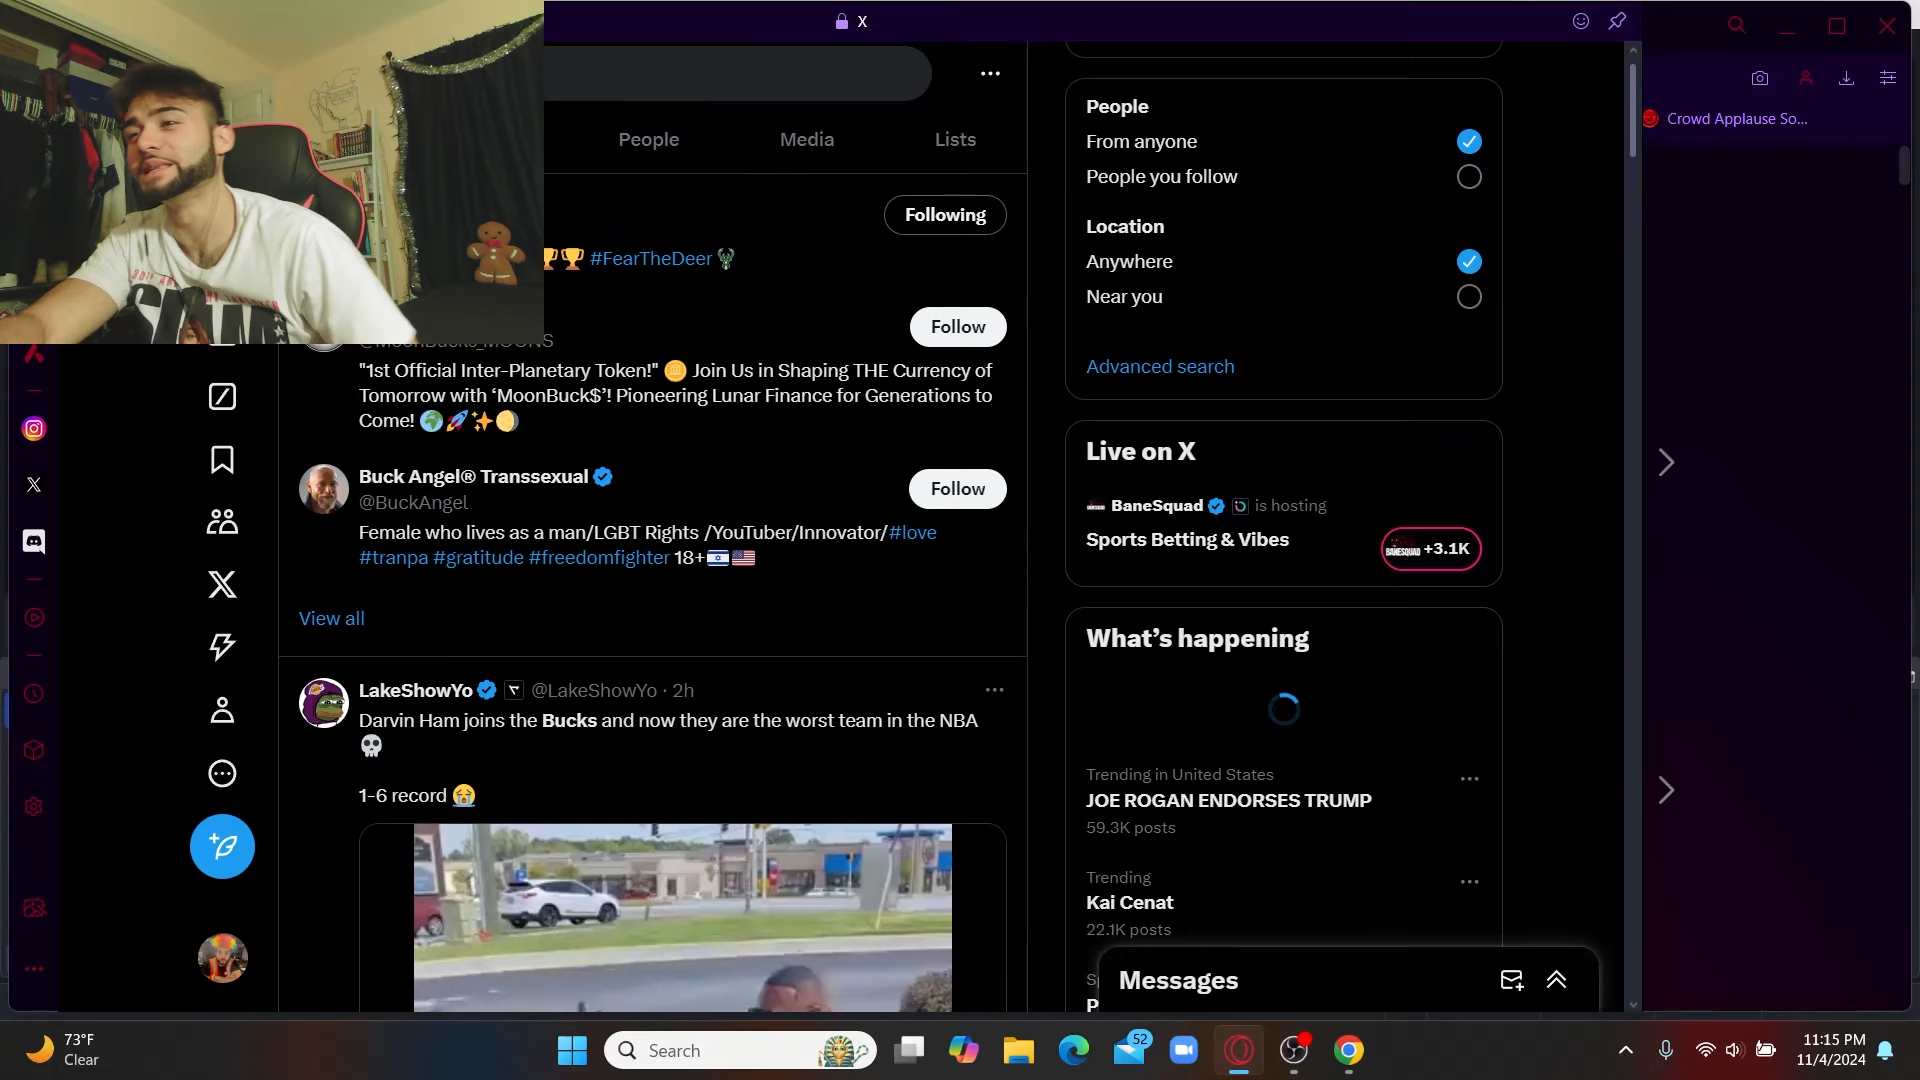 X
People
Media
Lists
Following
#FearTheDeer
Follow
"1st Official Inter-Planetary Token!" 🪙 Join Us in Shaping THE Currency of
Tomorrow with ‘MoonBuck$’! Pioneering Lunar Finance for Generations to
Come! 🌍🚀✨🌖
Buck Angel® Transsexual
@BuckAngel
Follow
Female who lives as a man/LGBT Rights /YouTuber/Innovator/#love
#tranpa #gratitude #freedomfighter 18+🇮🇱🇺🇸
View all
LakeShowYo @LakeShowYo · 2h
Darvin Ham joins the Bucks and now they are the worst team in the NBA
💀
1-6 record 😭
People
From anyone
People you follow
Location
Anywhere
Near you
Advanced search
Live on X
BaneSquad is hosting
Sports Betting & Vibes
BANESQUAD +3.1K
What’s happening
Trending in United States
JOE ROGAN ENDORSES TRUMP
59.3K posts
Trending
Kai Cenat
22.1K posts
Messages
Crowd Applause So...
73°F
Clear
Search
52
11:15 PM
11/4/2024